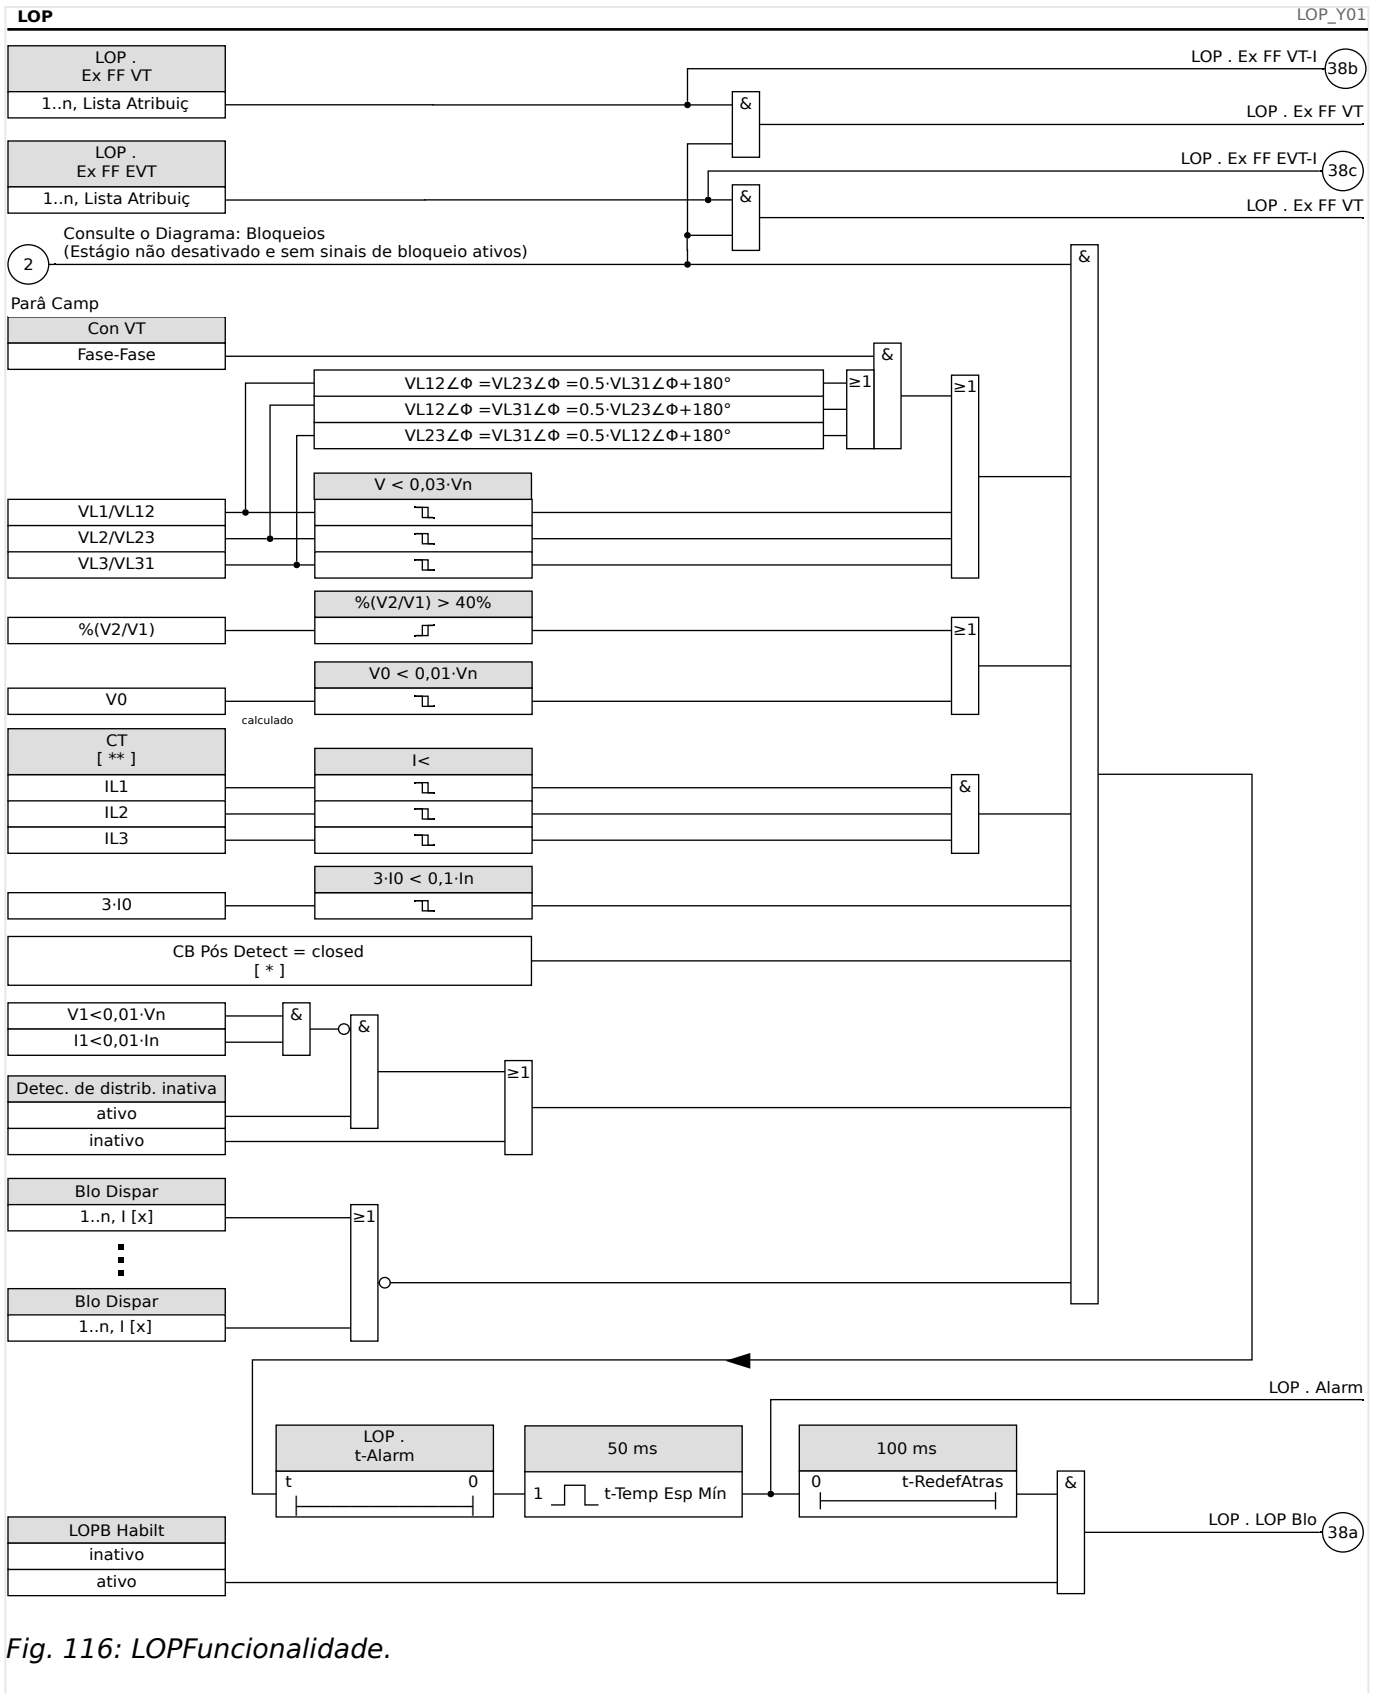 LOP
LOP_Y01
LOP .
Ex FF VT
1..n, Lista Atribuiç
LOP . Ex FF VT-I
38b
&
LOP . Ex FF VT
LOP .
Ex FF EVT
1..n, Lista Atribuiç
LOP . Ex FF EVT-I
38c
&
LOP . Ex FF VT
Consulte o Diagrama: Bloqueios
(Estágio não desativado e sem sinais de bloqueio ativos)
2
&
Parâ Camp
Con VT
Fase-Fase
&
VL12∠Φ =VL23∠Φ =0.5·VL31∠Φ+180°
≥1
≥1
VL12∠Φ =VL31∠Φ =0.5·VL23∠Φ+180°
VL23∠Φ =VL31∠Φ =0.5·VL12∠Φ+180°
V < 0,03·Vn
VL1/VL12
VL2/VL23
VL3/VL31
%(V2/V1) > 40%
%(V2/V1)
≥1
V0 < 0,01·Vn
V0
calculado
CT
[ ** ]
I<
IL1
&
IL2
IL3
3·I0 < 0,1·In
3·I0
CB Pós Detect = closed
[ * ]
V1<0,01·Vn
&
&
I1<0,01·In
≥1
Detec. de distrib. inativa
ativo
inativo
Blo Dispar
1..n, I [x]
≥1
Blo Dispar
1..n, I [x]
LOP . Alarm
LOP .
t-Alarm
50 ms
100 ms
t 0
1 t-Temp Esp Mín
0 t-RedefAtras
&
LOPB Habilt
LOP . LOP Blo
38a
inativo
ativo
Fig. 116: LOPFuncionalidade.